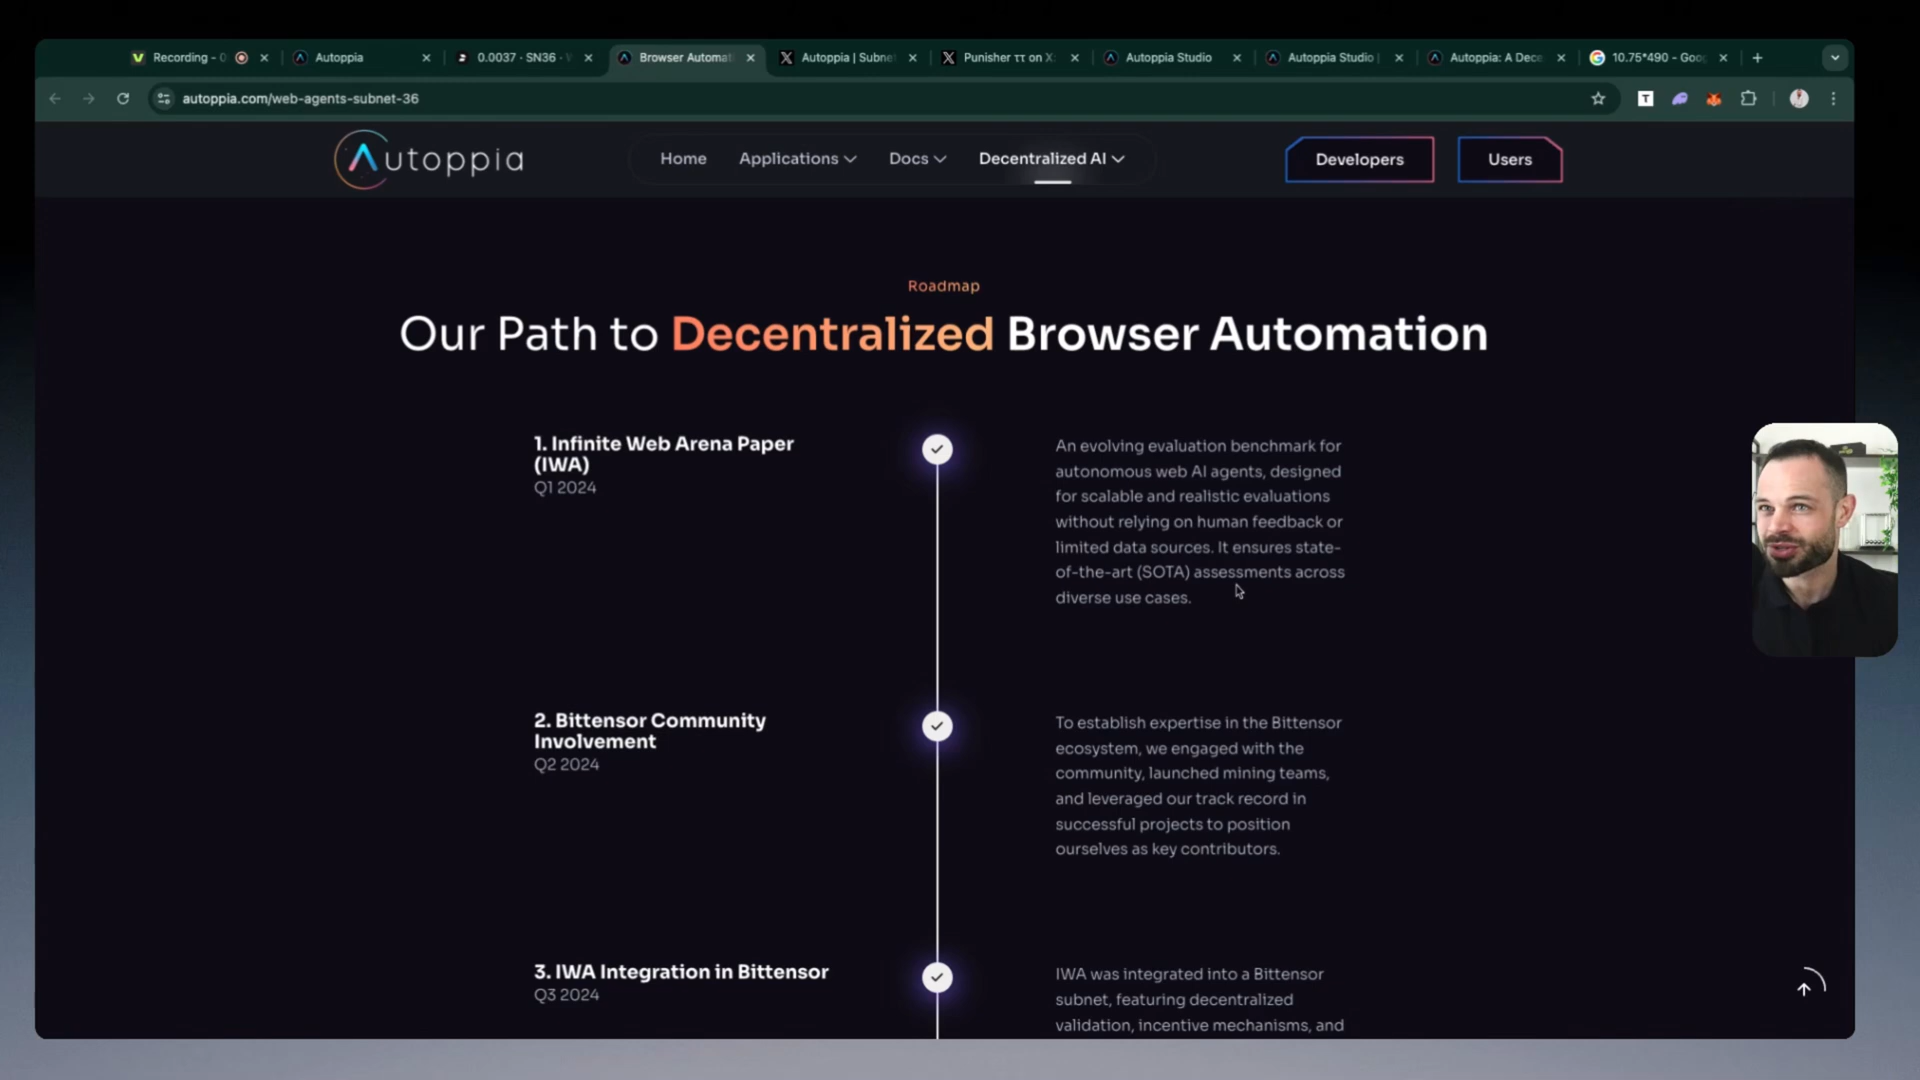 Recording - 0
Autoppia
0.0037 · SN36 ·
Browser Automat
Autoppia | Subne
Punisher ττ on X
Autoppia Studio
Autoppia Studio |
Autoppia: A Dece
10.75*490 - Goo
autoppia.com/web-agents-subnet-36
T
Autoppia
Home
Applications
Docs
Decentralized AI
Developers
Users
Roadmap
Our Path to Decentralized Browser Automation
1. Infinite Web Arena Paper
(IWA)
Q1 2024
An evolving evaluation benchmark for
autonomous web AI agents, designed
for scalable and realistic evaluations
without relying on human feedback or
limited data sources. It ensures state-
of-the-art (SOTA) assessments across
diverse use cases.
2. Bittensor Community
Involvement
Q2 2024
To establish expertise in the Bittensor
ecosystem, we engaged with the
community, launched mining teams,
and leveraged our track record in
successful projects to position
ourselves as key contributors.
3. IWA Integration in Bittensor
Q3 2024
IWA was integrated into a Bittensor
subnet, featuring decentralized
validation, incentive mechanisms, and